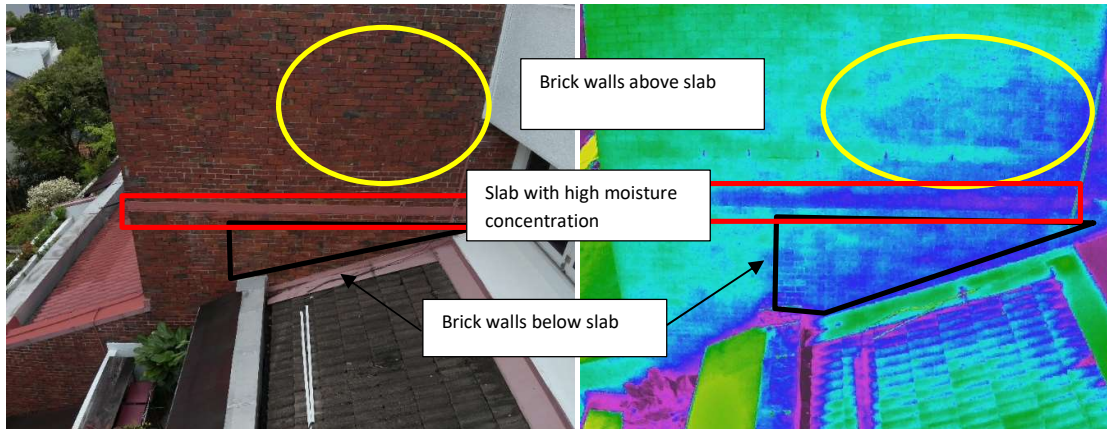 Brick walls above slab
Slab with high moisture
concentration
Brick walls below slab